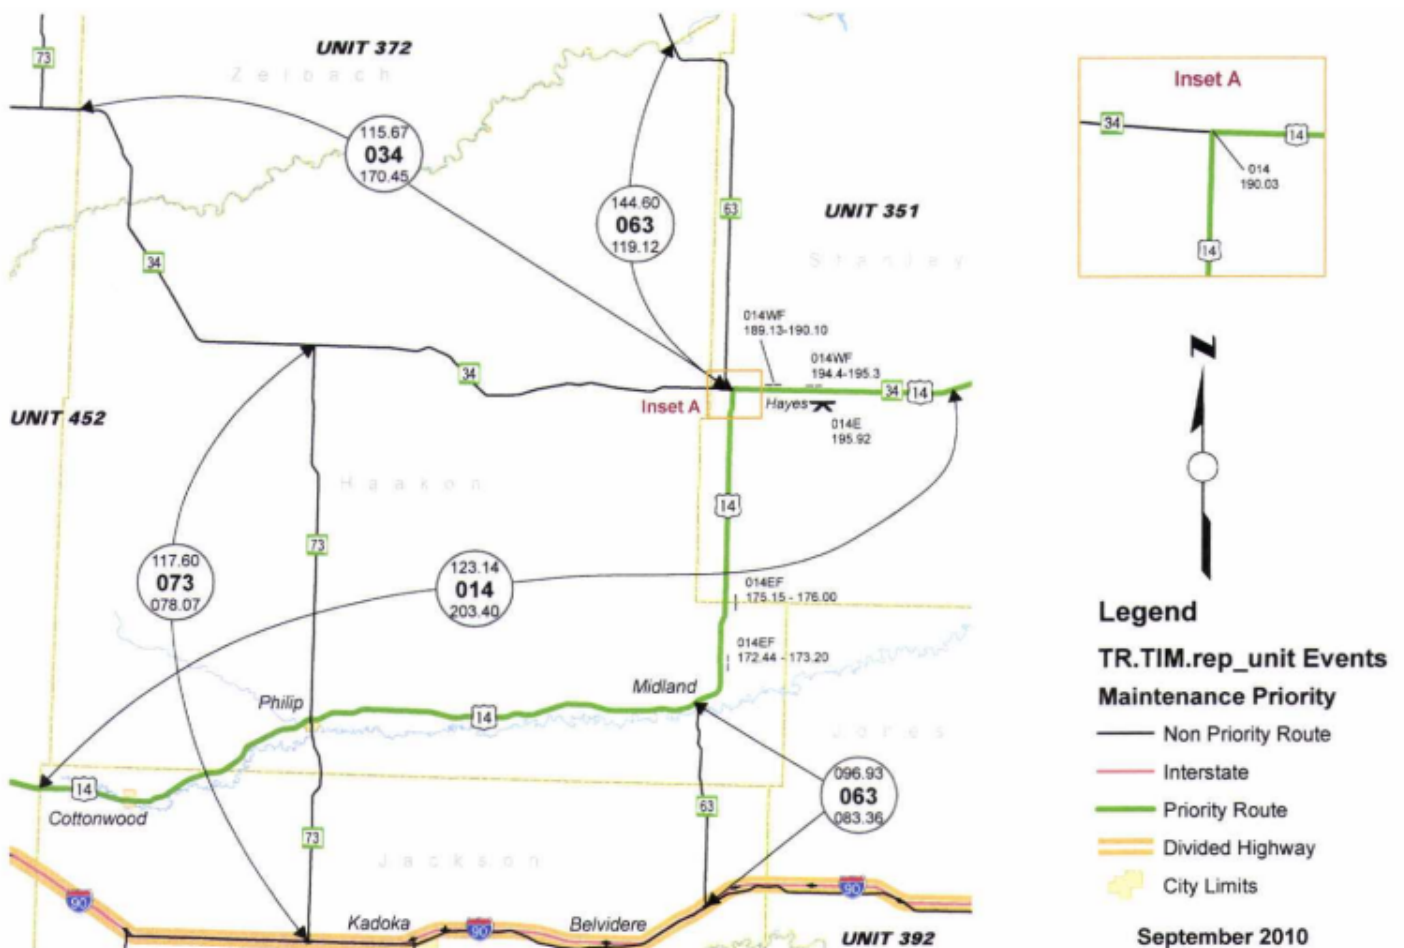 73
UNIT 372
Ziebach
115.67
034
170.45
144.60
063
119.12
63
UNIT 351
Stanley
34
014WF
189.13-190.10
014WF
194.4-195.3
34
34
14
Inset A
Hayes
014E
195.92
UNIT 452
Haakon
14
73
117.60
073
078.07
123.14
014
203.40
014EF
175.15 - 176.00
014EF
172.44 - 173.20
Midland
Philip
14
Jones
14
Cottonwood
096.93
063
083.36
63
73
Jackson
90
90
90
Kadoka
Belvidere
UNIT 392
Inset A
34
14
014
190.03
14
N
Legend
TR.TIM.rep_unit Events
Maintenance Priority
Non Priority Route
Interstate
Priority Route
Divided Highway
City Limits
September 2010